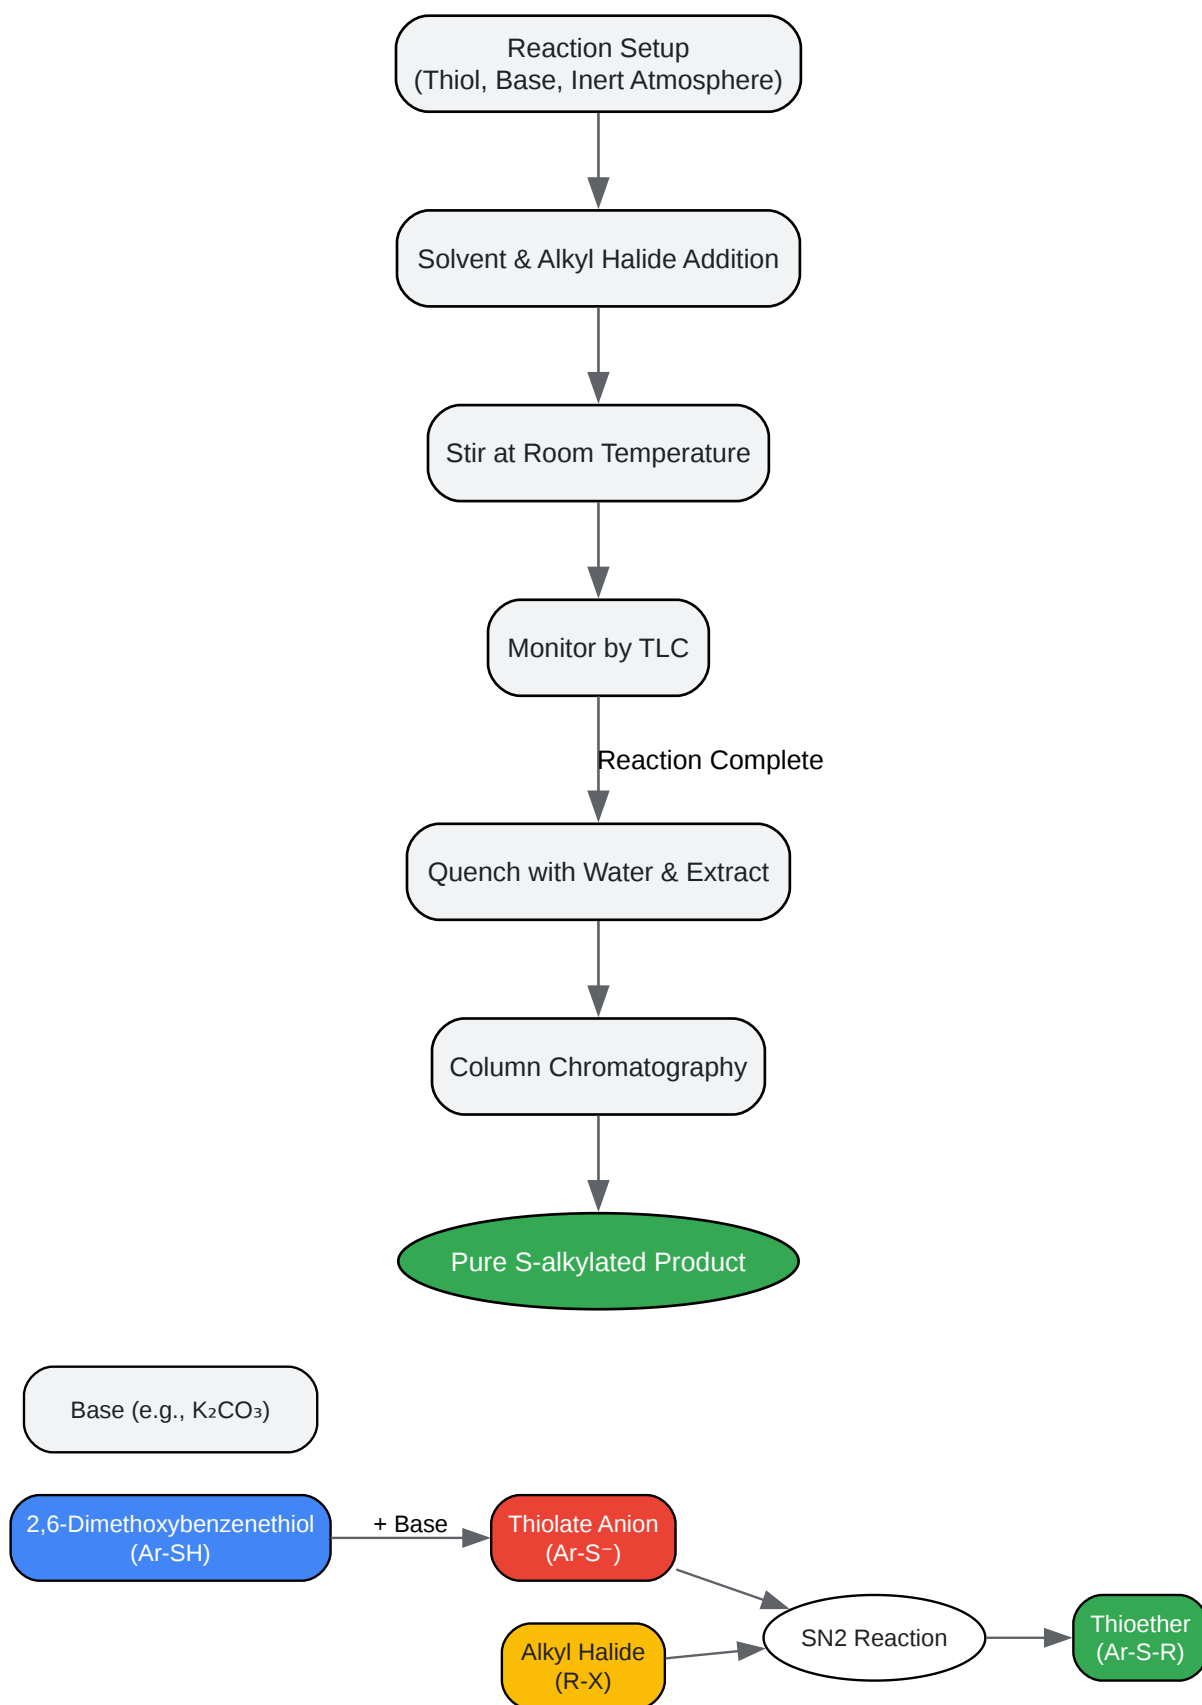 Reaction Setup
(Thiol, Base, Inert Atmosphere)
Solvent & Alkyl Halide Addition
Stir at Room Temperature
Monitor by TLC
Reaction Complete
Quench with Water & Extract
Column Chromatography
Pure S-alkylated Product
Base (e.g., K₂CO₃)
2,6-Dimethoxybenzenethiol
(Ar-SH)
+ Base
Thiolate Anion
(Ar-S⁻)
Alkyl Halide
(R-X)
SN2 Reaction
Thioether
(Ar-S-R)